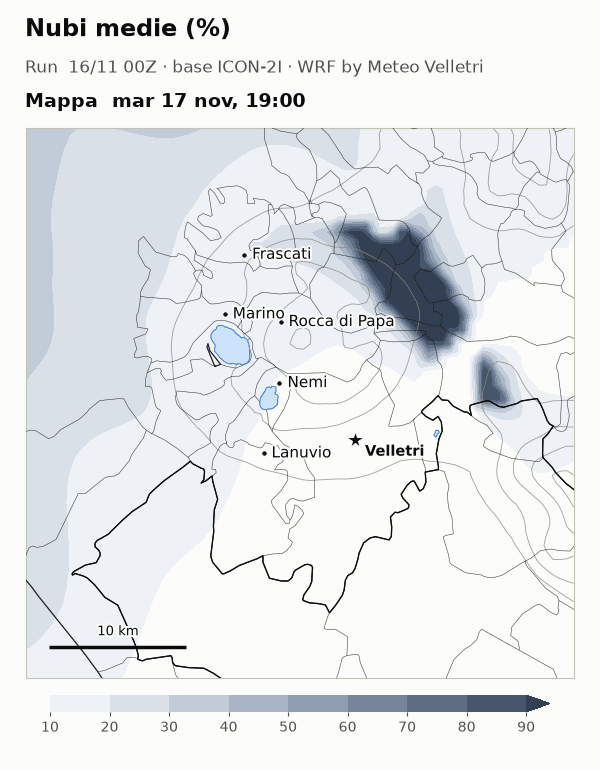 Nubi medie (%)
Run  16/11 00Z · base ICON-2I · WRF by Meteo Velletri
Mappa  mar 17 nov, 19:00
Frascati
Marino
Rocca di Papa
Nemi
Velletri
Lanuvio
10 km
10 20 30 40 50 60 70 80 90